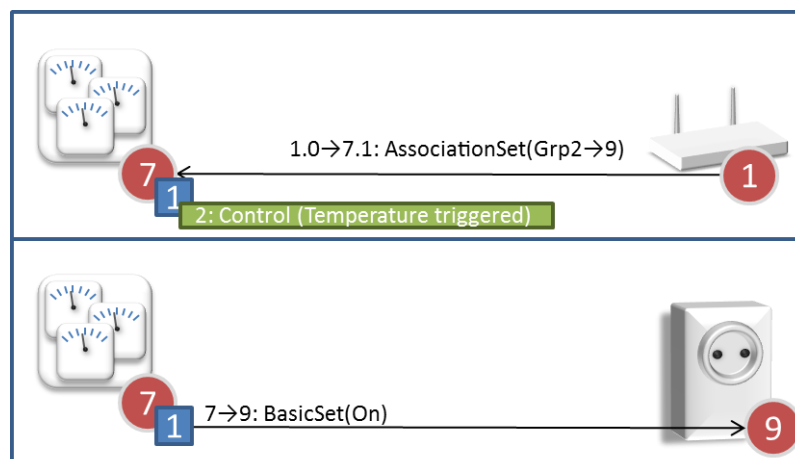 1.0→7.1: AssociationSet(Grp2→9)
7
1
1
2: Control (Temperature triggered)
7
7→9: BasicSet(On)
1
9